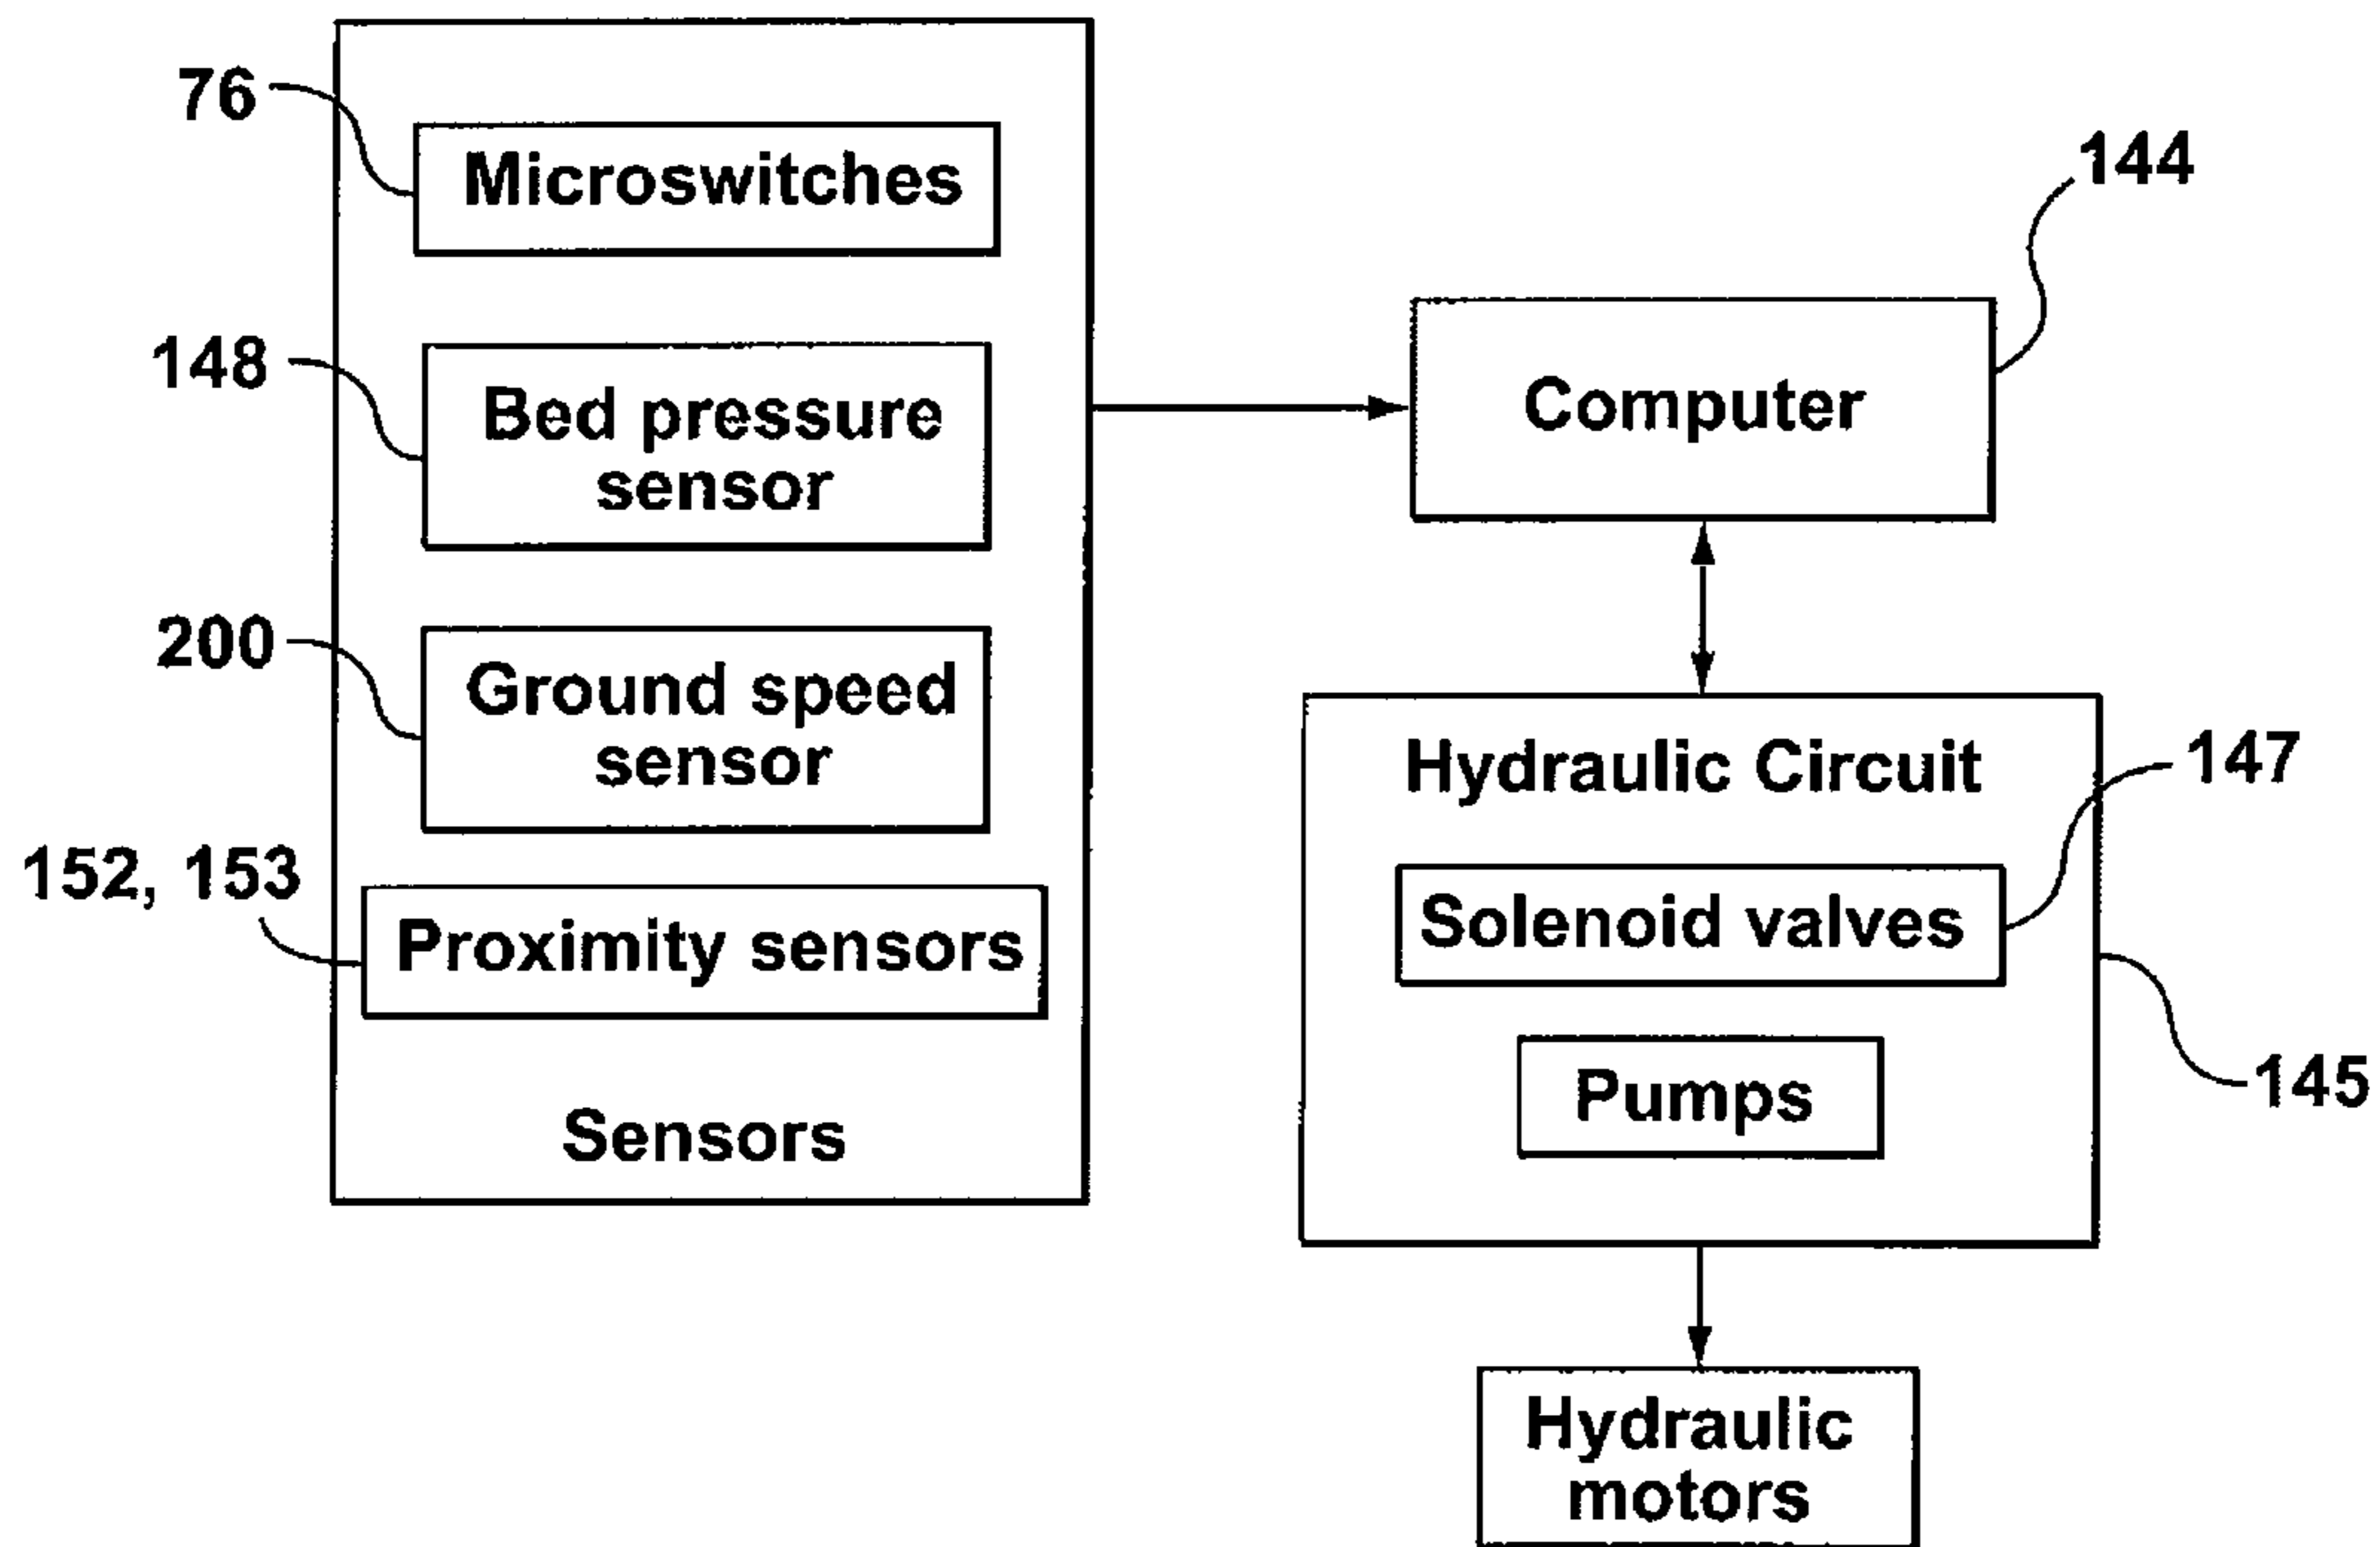 76
Microswitches
148
Bed pressure
sensor
200
Ground speed
sensor
152, 153
Proximity sensors
Sensors
144
Computer
Hydraulic Circuit
147
Solenoid valves
Pumps
145
Hydraulic
motors